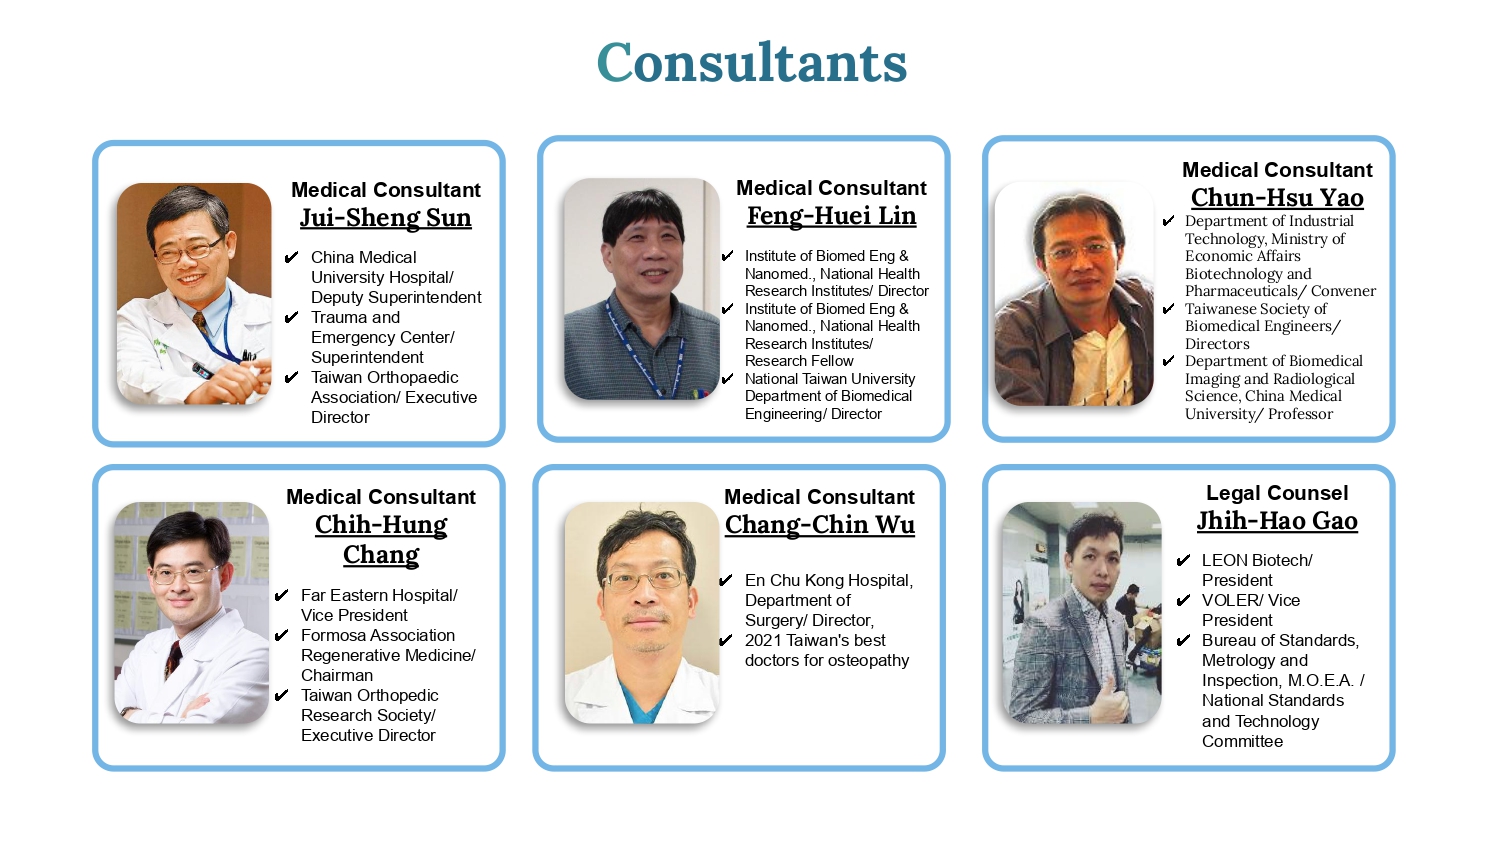 Consultants
Medical Consultant
Jui-Sheng Sun
✔ China Medical
University Hospital/
Deputy Superintendent
✔ Trauma and
Emergency Center/
Superintendent
✔ Taiwan Orthopaedic
Association/ Executive
Director
Medical Consultant
Feng-Huei Lin
✔ Institute of Biomed Eng &
Nanomed., National Health
Research Institutes/ Director
✔ Institute of Biomed Eng &
Nanomed., National Health
Research Institutes/
Research Fellow
✔ National Taiwan University
Department of Biomedical
Engineering/ Director
Medical Consultant
Chun-Hsu Yao
✔ Department of Industrial
Technology, Ministry of
Economic Affairs
Biotechnology and
Pharmaceuticals/ Convener
✔ Taiwanese Society of
Biomedical Engineers/
Directors
✔ Department of Biomedical
Imaging and Radiological
Science, China Medical
University/ Professor
Medical Consultant
Chih-Hung
Chang
✔ Far Eastern Hospital/
Vice President
✔ Formosa Association
Regenerative Medicine/
Chairman
✔ Taiwan Orthopedic
Research Society/
Executive Director
Medical Consultant
Chang-Chin Wu
✔ En Chu Kong Hospital,
Department of
Surgery/ Director,
✔ 2021 Taiwan's best
doctors for osteopathy
Legal Counsel
Jhih-Hao Gao
✔ LEON Biotech/
President
✔ VOLER/ Vice
President
✔ Bureau of Standards,
Metrology and
Inspection, M.O.E.A. /
National Standards
and Technology
Committee